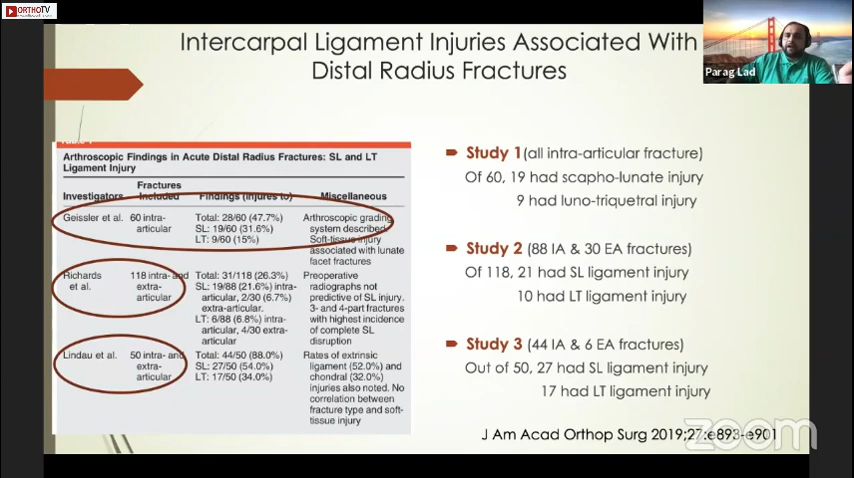 ORTHOTV
Intercarpal Ligament Injuries Associated With
Distal Radius Fractures
Parag Lad
Arthroscopic Findings in Acute Distal Radius Fractures: SL and LT
Ligament Injury
Investigators Fractures Included Findings (Injures to) Miscellaneous
Geissler et al. 60 intra- Total: 28/60 (47.7%) Arthroscopic grading
articular SL: 19/60 (31.6%) system described.
LT: 9/60 (15%) Soft-tissue injury
associated with lunate
facet fractures
Richards 118 intra- and Total: 31/118 (26.3%) Preoperative
et al. extra- SL: 19/88 (21.6%) intra- radiographs not
articular articular, 2/30 (6.7%) predictive of SL injury.
extra-articular. 3- and 4-part fractures
LT: 6/88 (6.8%) intra- with highest incidence
articular, 4/30 extra- of complete SL
articular disruption
Lindau et al. 50 intra- and Total: 44/50 (88.0%) Rates of extrinsic
extra- SL: 27/50 (54.0%) ligament (52.0%) and
articular LT: 17/50 (34.0%) chondral (32.0%)
injuries also noted. No
correlation between
fracture type and soft-
tissue injury
Study 1 (all intra-articular fracture)
Of 60, 19 had scapho-lunate injury
9 had luno-triquetral injury
Study 2 (88 IA & 30 EA fractures)
Of 118, 21 had SL ligament injury
10 had LT ligament injury
Study 3 (44 IA & 6 EA fractures)
Out of 50, 27 had SL ligament injury
17 had LT ligament injury
J Am Acad Orthop Surg 2019;27:e893-e901
zoom